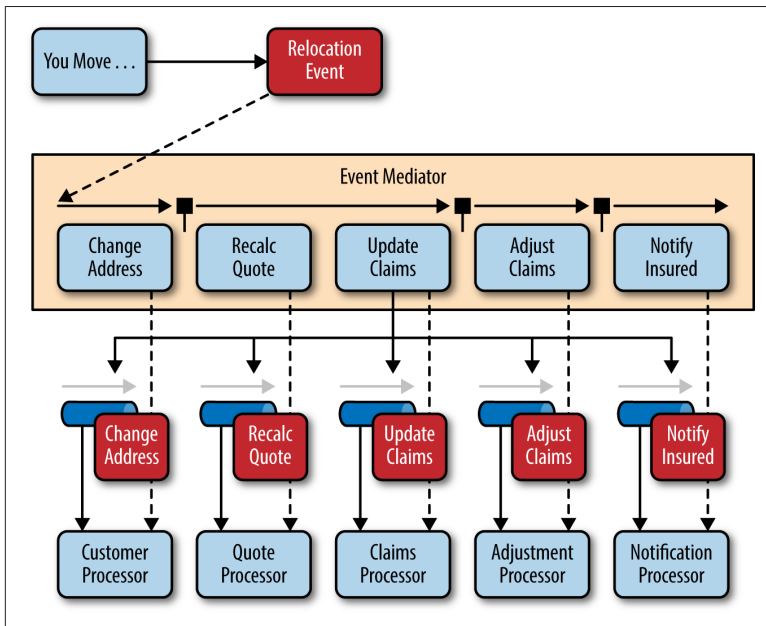 You Move . . .
Relocation
Event
Event Mediator
Change
Address
Recalc
Quote
Update
Claims
Adjust
Claims
Notify
Insured
Change
Address
Recalc
Quote
Update
Claims
Adjust
Claims
Notify
Insured
Customer
Processor
Quote
Processor
Claims
Processor
Adjustment
Processor
Notification
Processor